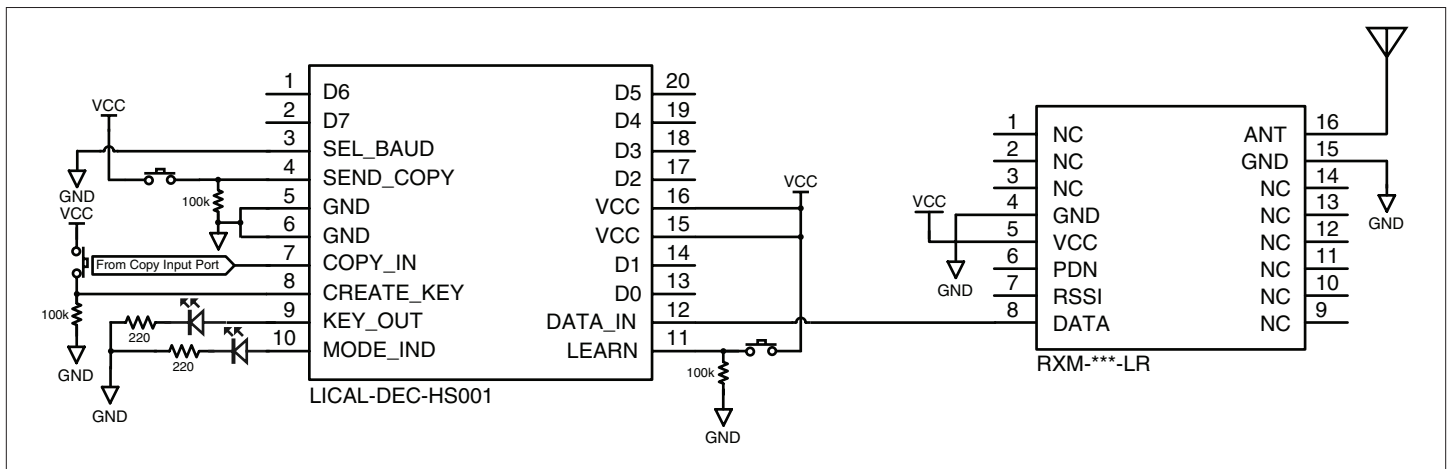 1 D6
2 D7
3 SEL_BAUD
4 SEND_COPY
5 GND
6 GND
7 COPY_IN
8 CREATE_KEY
9 KEY_OUT
10 MODE_IND
D5 20
D4 19
D3 18
D2 17
VCC 16
VCC 15
D1 14
D0 13
DATA_IN 12
LEARN 11
LICAL-DEC-HS001
VCC
GND
VCC
100k
From Copy Input Port
100k
220
220
GND
GND
VCC
100k
GND
1 NC
2 NC
3 NC
4 GND
5 VCC
6 PDN
7 RSSI
8 DATA
ANT 16
GND 15
NC 14
NC 13
NC 12
NC 11
NC 10
NC 9
RXM-***-LR
VCC
GND
GND